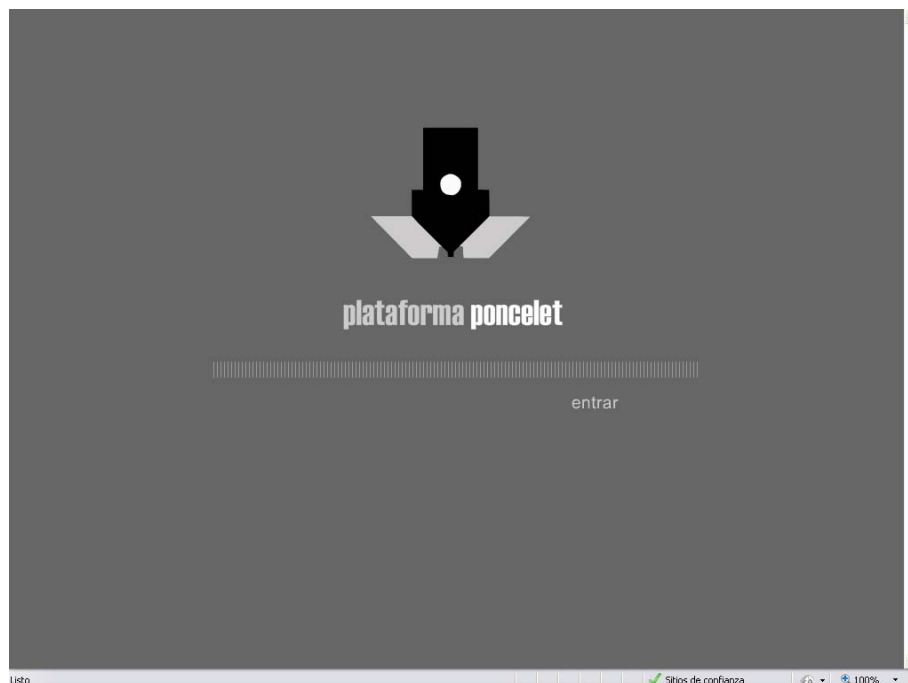 plataforma poncelet
entrar
Listo
Sitios de confianza
100%